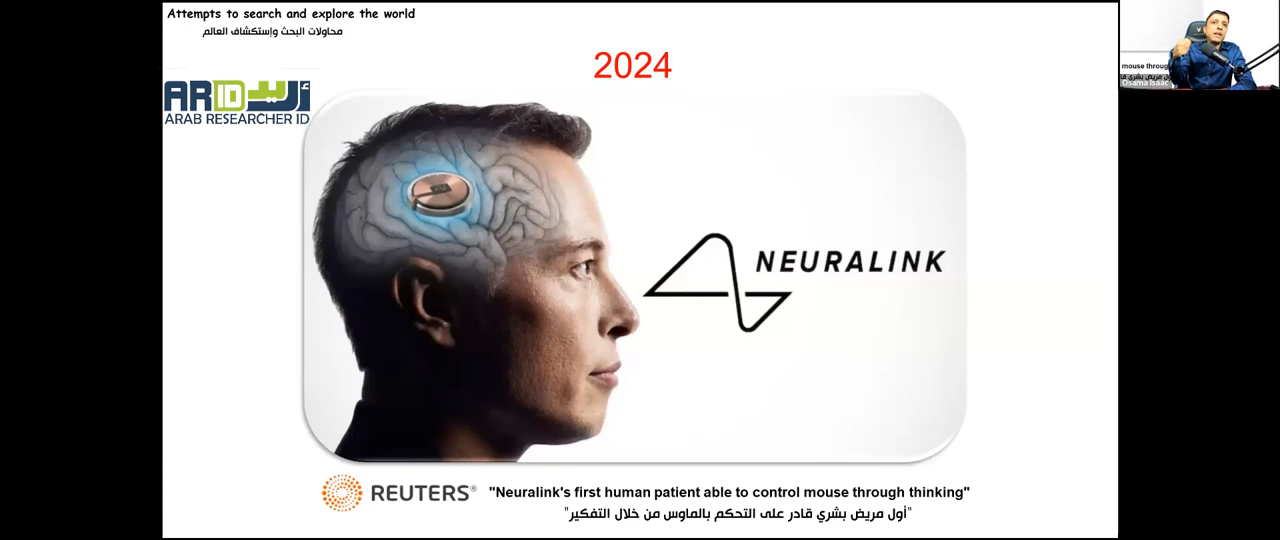 Attempts to search and explore the world
محاولات البحث وإستكشاف العالم
2024
ARID أريد
ARAB RESEARCHER ID
NEURALINK
REUTERS®
"Neuralink's first human patient able to control mouse through thinking"
"أول مريض بشري قادر على التحكم بالماوس من خلال التفكير"
mouse throug
Osama Isaac